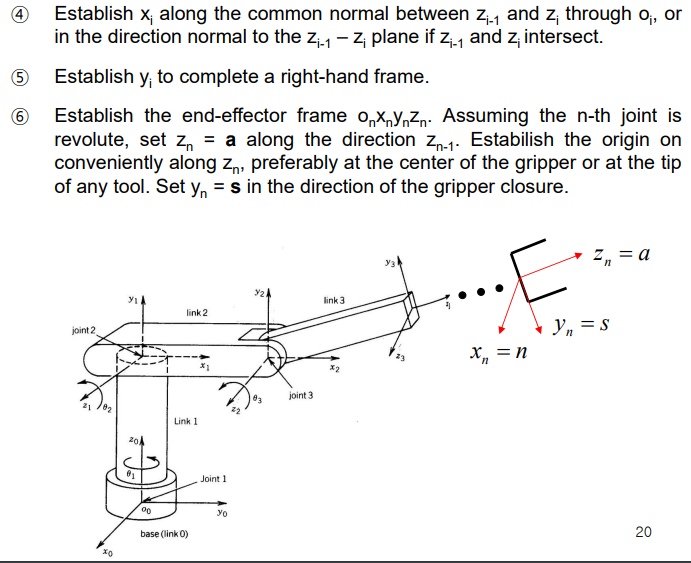 ④ Establish xᵢ along the common normal between zᵢ₋₁ and zᵢ through oᵢ, or
in the direction normal to the zᵢ₋₁ – zᵢ plane if zᵢ₋₁ and zᵢ intersect.
⑤ Establish yᵢ to complete a right-hand frame.
⑥ Establish the end-effector frame oₙxₙyₙzₙ. Assuming the n-th joint is
revolute, set zₙ = a along the direction zₙ₋₁. Estabilish the origin on
conveniently along zₙ, preferably at the center of the gripper or at the tip
of any tool. Set yₙ = s in the direction of the gripper closure.
y₃
zₙ = a
y₁
y₂
link 3
link 2
joint 2
yₙ = s
x₁
x₂
z₃
xₙ = n
z₁
θ₂
z₂
θ₃
joint 3
Link 1
z₀
θ₁
Joint 1
o₀
y₀
base (link 0)
x₀
20